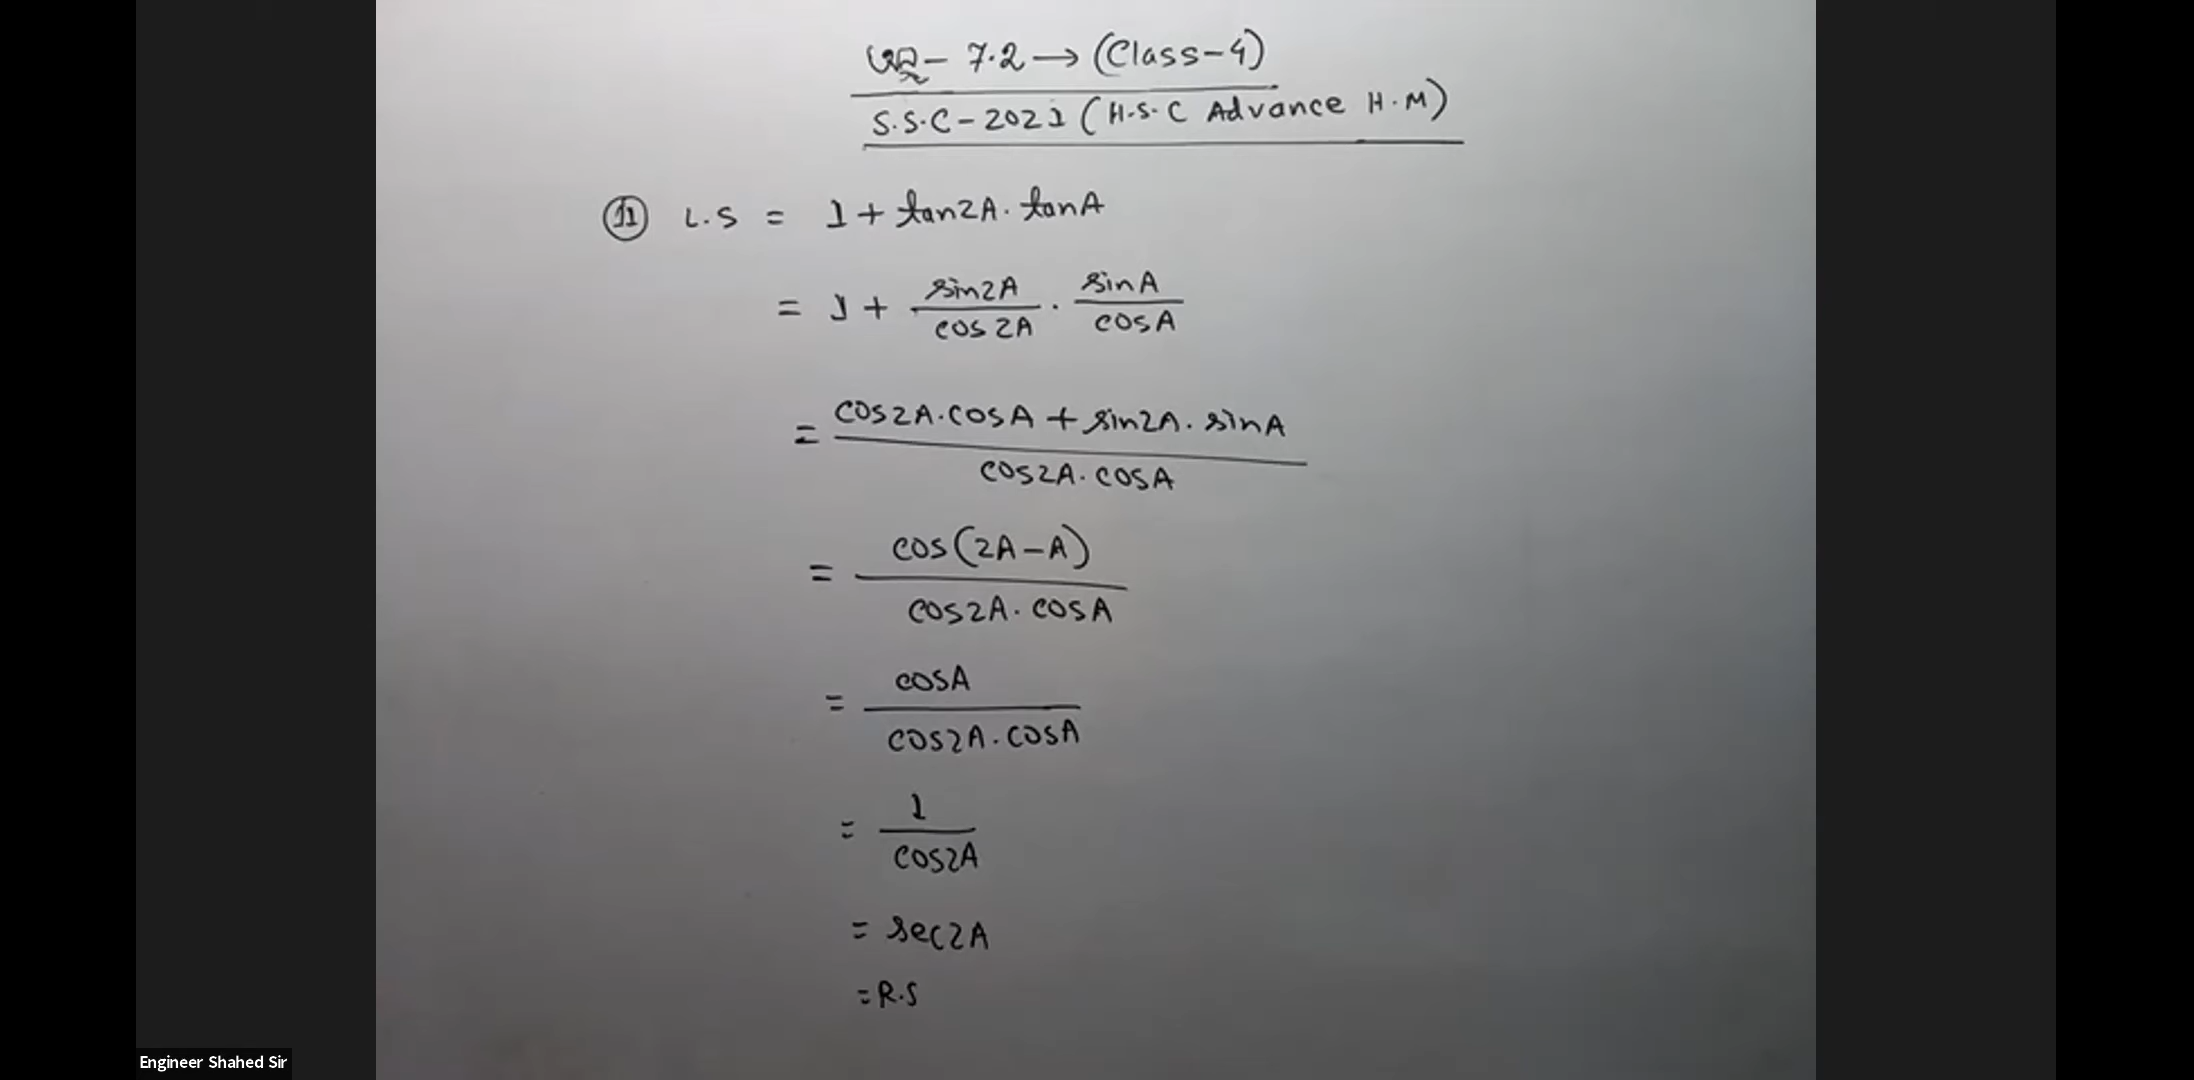 অনু- 7.2 → (Class-4)
S.S.C-2021 (H.S.C Advance H.M)
(11) L.S = 1 + tan2A. tanA
= 1 + sin2A/cos2A . sinA/cosA
= (cos2A.cosA + sin2A. sinA)/(cos2A.cosA)
= cos(2A-A)/(cos2A.cosA)
= cosA/(cos2A.cosA)
= 1/cos2A
= sec2A
= R.S
Engineer Shahed Sir